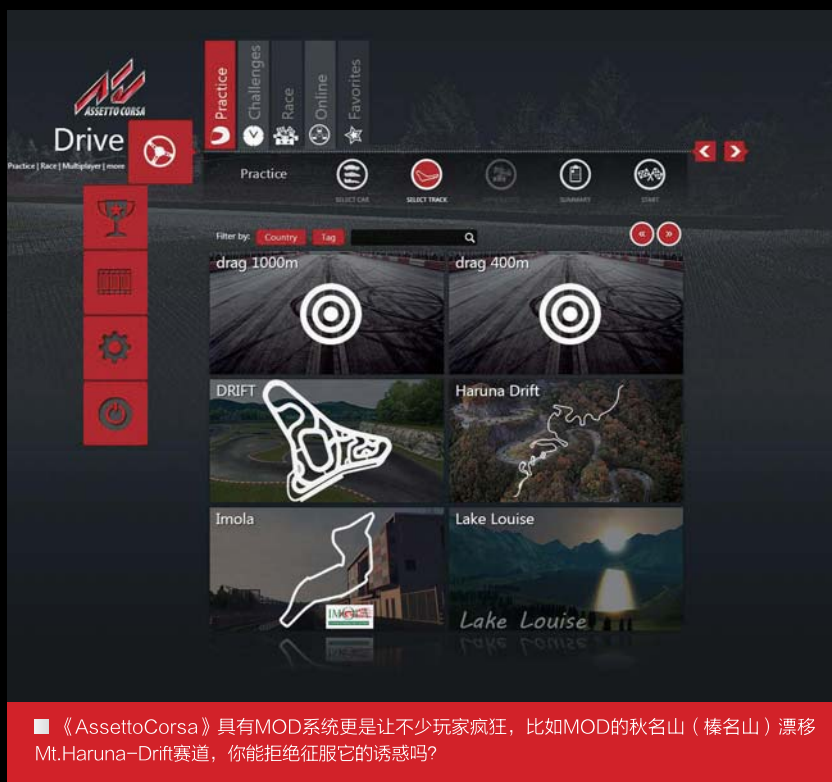 ASSETTO CORSA
Drive
Practice | Race | Multiplayer | more
Practice
Challenges
Race
Online
Favorites
Practice
SELECT CAR
SELECT TRACK
SUMMARY
START
Filter by: Country Tag
drag 1000m
drag 400m
DRIFT
Haruna Drift
Imola
IMOLA
Lake Louise
Lake Louise
■ 《AssettoCorsa》具有MOD系统更是让不少玩家疯狂，比如MOD的秋名山（榛名山）漂移
Mt.Haruna-Drift赛道，你能拒绝征服它的诱惑吗？